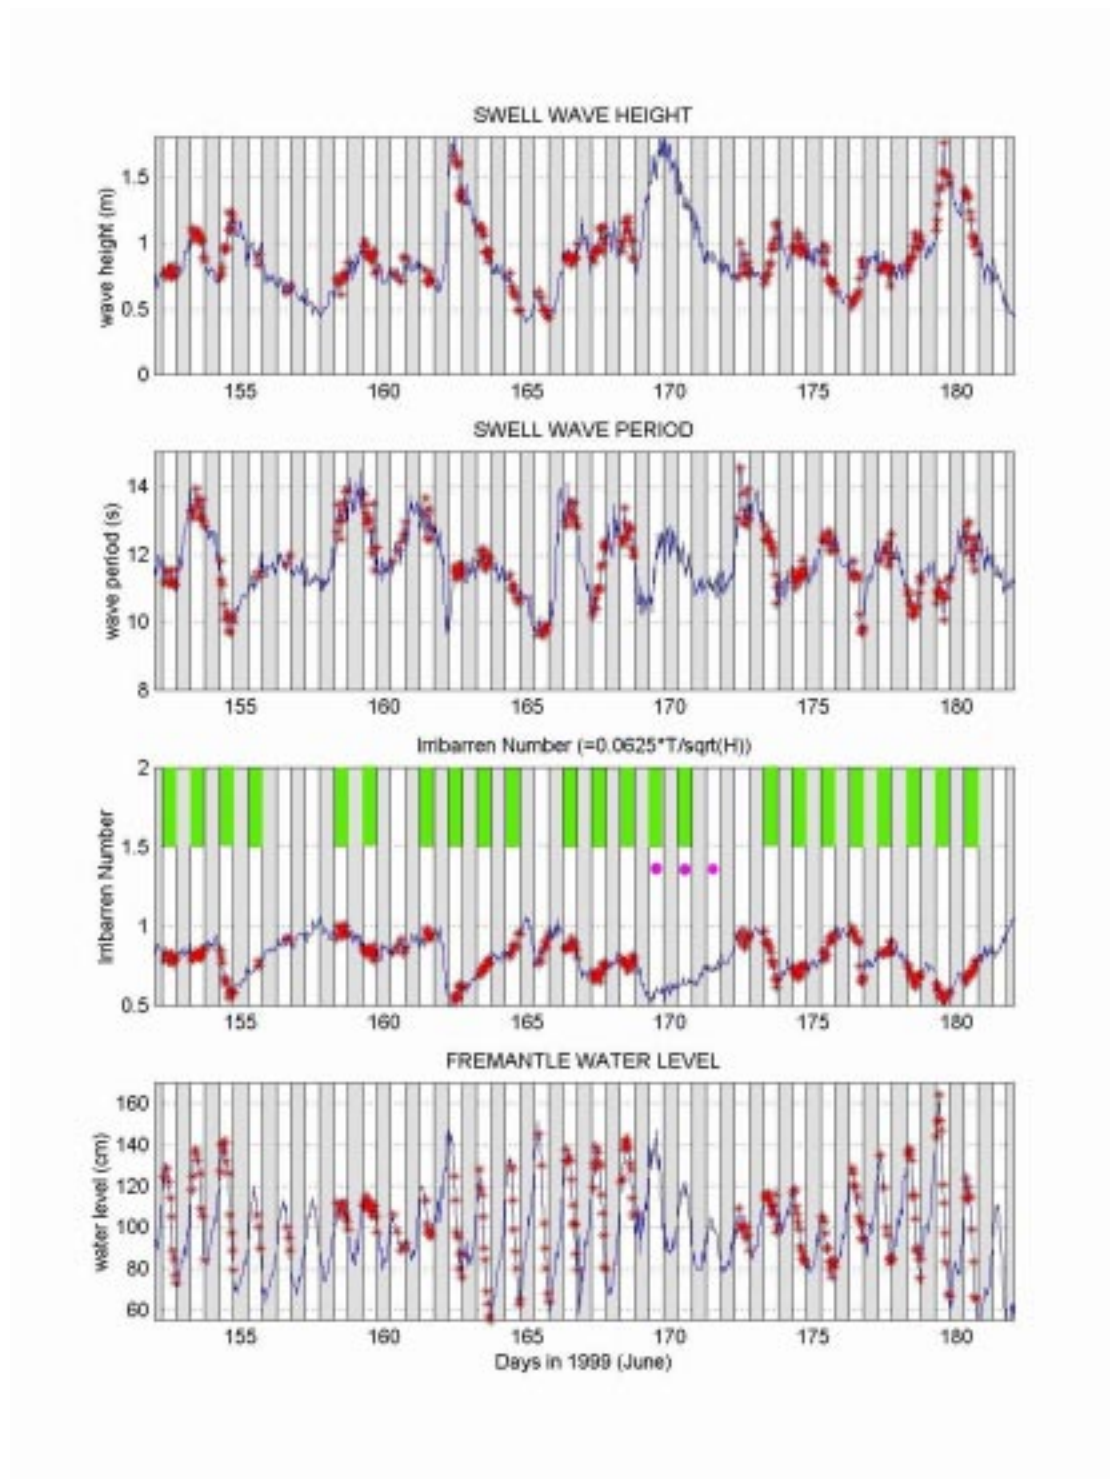 SWELL WAVE HEIGHT
wave height (m)
1.5
1
0.5
0
155 160 165 170 175 180
SWELL WAVE PERIOD
wave period (s)
14
12
10
8
155 160 165 170 175 180
Irribarren Number (=0.0625*T/sqrt(H))
Irribarren Number
2
1.5
1
0.5
155 160 165 170 175 180
FREMANTLE WATER LEVEL
water level (cm)
160
140
120
100
80
60
155 160 165 170 175 180
Days in 1999 (June)